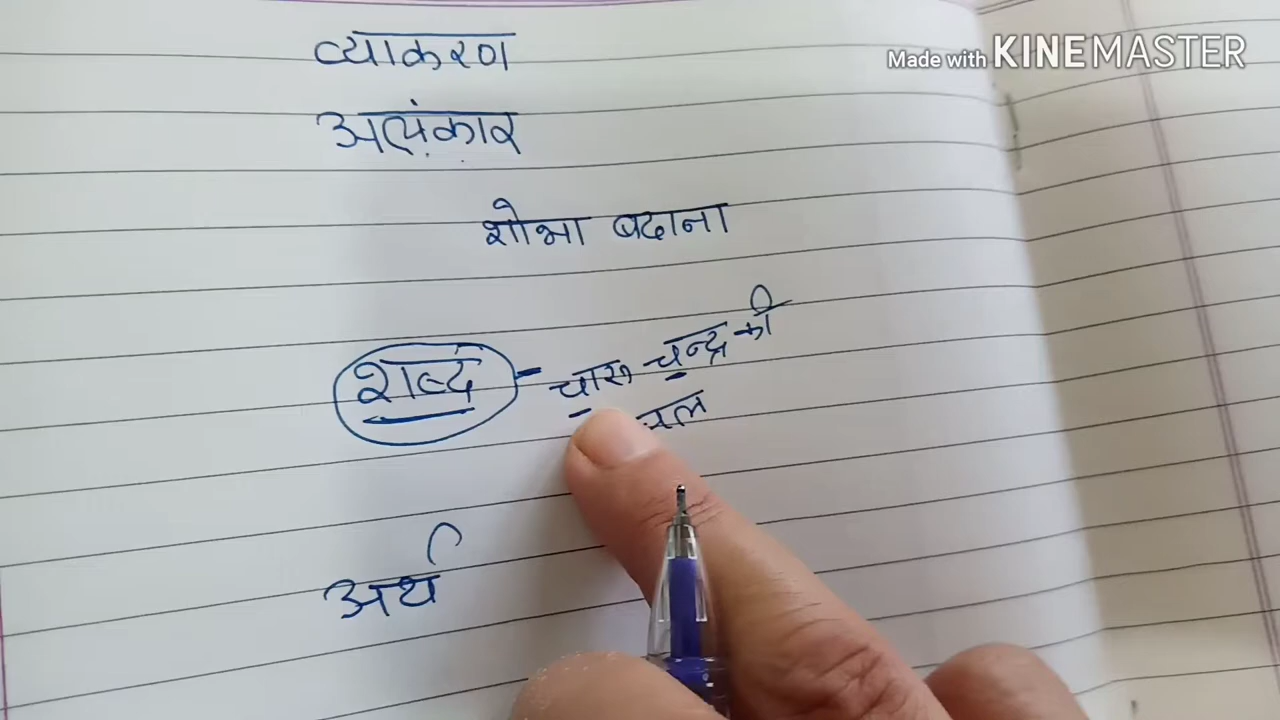 व्याकरण
Made with KINEMASTER
अलंकार
शोभा बढाना
शब्द - चारु चन्द्र की
अर्थ